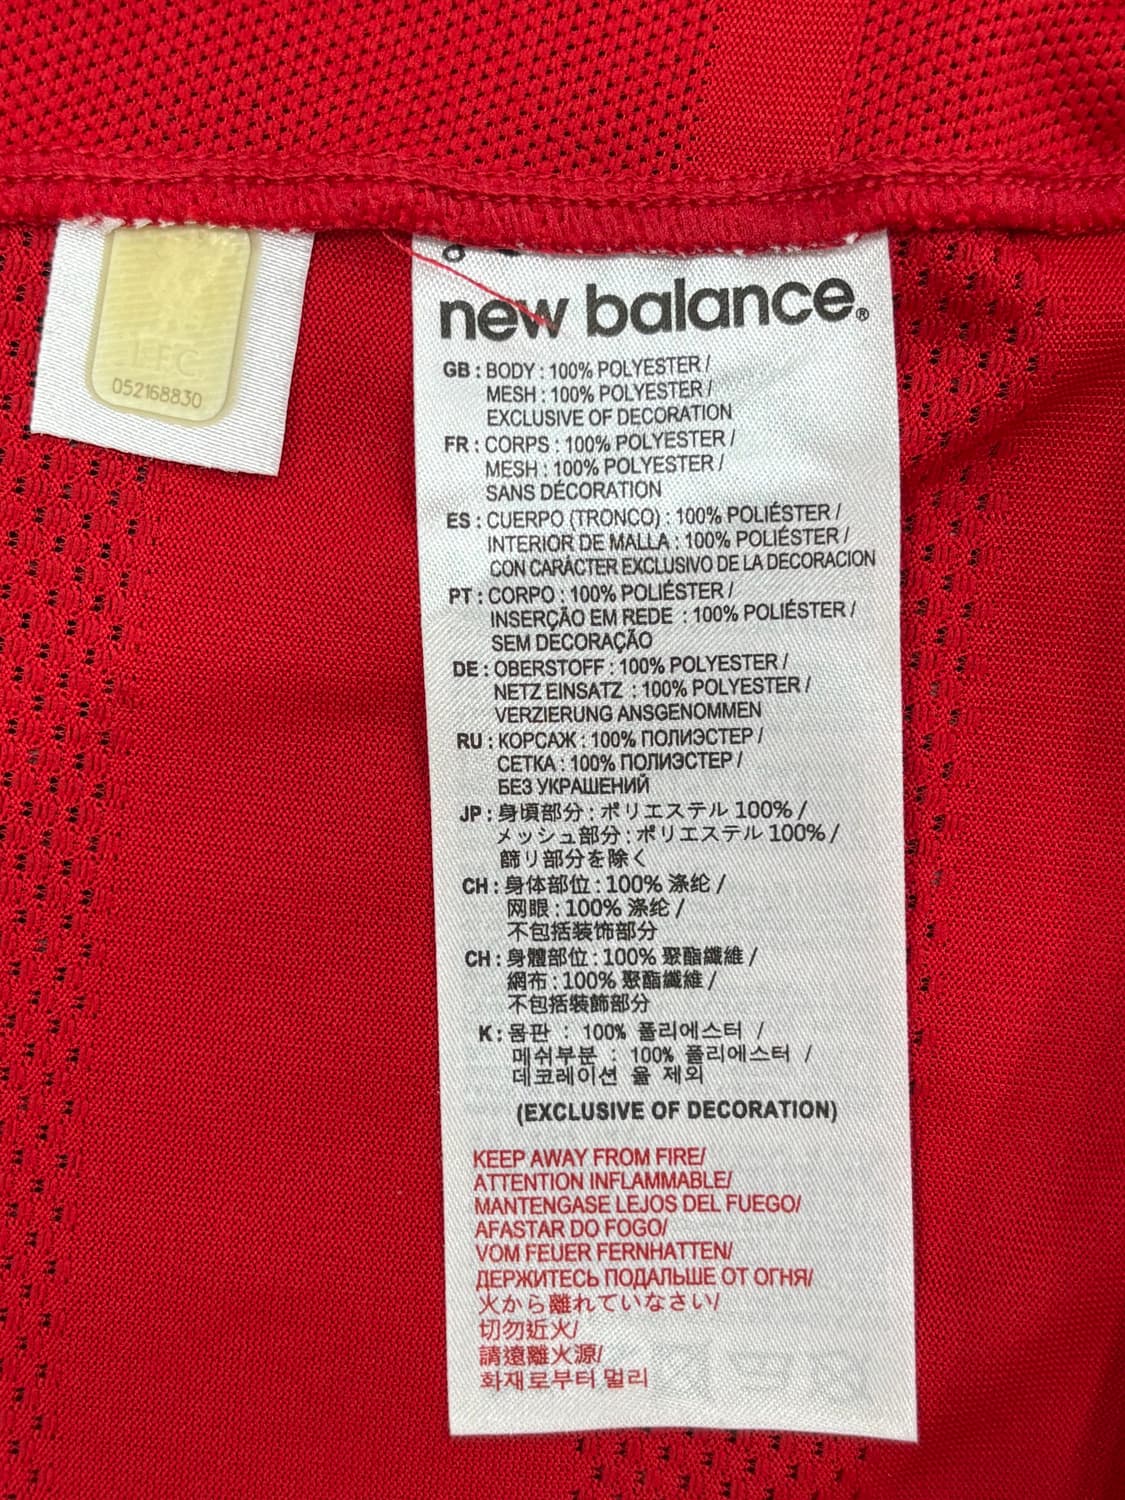 LFC
052168830
new balance®
GB : BODY : 100% POLYESTER /
MESH : 100% POLYESTER /
EXCLUSIVE OF DECORATION
FR : CORPS : 100% POLYESTER /
MESH : 100% POLYESTER /
SANS DÉCORATION
ES : CUERPO (TRONCO) : 100% POLIÉSTER /
INTERIOR DE MALLA : 100% POLIÉSTER /
CON CARÁCTER EXCLUSIVO DE LA DECORACION
PT : CORPO : 100% POLIÉSTER /
INSERÇÃO EM REDE : 100% POLIÉSTER /
SEM DECORAÇÃO
DE : OBERSTOFF : 100% POLYESTER /
NETZ EINSATZ : 100% POLYESTER /
VERZIERUNG ANSGENOMMEN
RU : КОРСАЖ : 100% ПОЛИЭСТЕР /
СЕТКА : 100% ПОЛИЭСТЕР /
БЕЗ УКРАШЕНИЙ
JP : 身頃部分 : ポリエステル 100% /
メッシュ部分 : ポリエステル 100% /
飾り部分を除く
CH : 身体部位 : 100% 涤纶 /
网眼 : 100% 涤纶 /
不包括装饰部分
CH : 身體部位 : 100% 聚酯纖維 /
網布 : 100% 聚酯纖維 /
不包括裝飾部分
K : 몸판 : 100% 폴리에스터 /
메쉬부분 : 100% 폴리에스터 /
데코레이션 을 제외
(EXCLUSIVE OF DECORATION)
KEEP AWAY FROM FIRE/
ATTENTION INFLAMMABLE/
MANTENGASE LEJOS DEL FUEGO/
AFASTAR DO FOGO/
VOM FEUER FERNHATTEN/
ДЕРЖИТЕСЬ ПОДАЛЬШЕ ОТ ОГНЯ/
火から離れていなさい/
切勿近火/
請遠離火源/
화재로부터 멀리